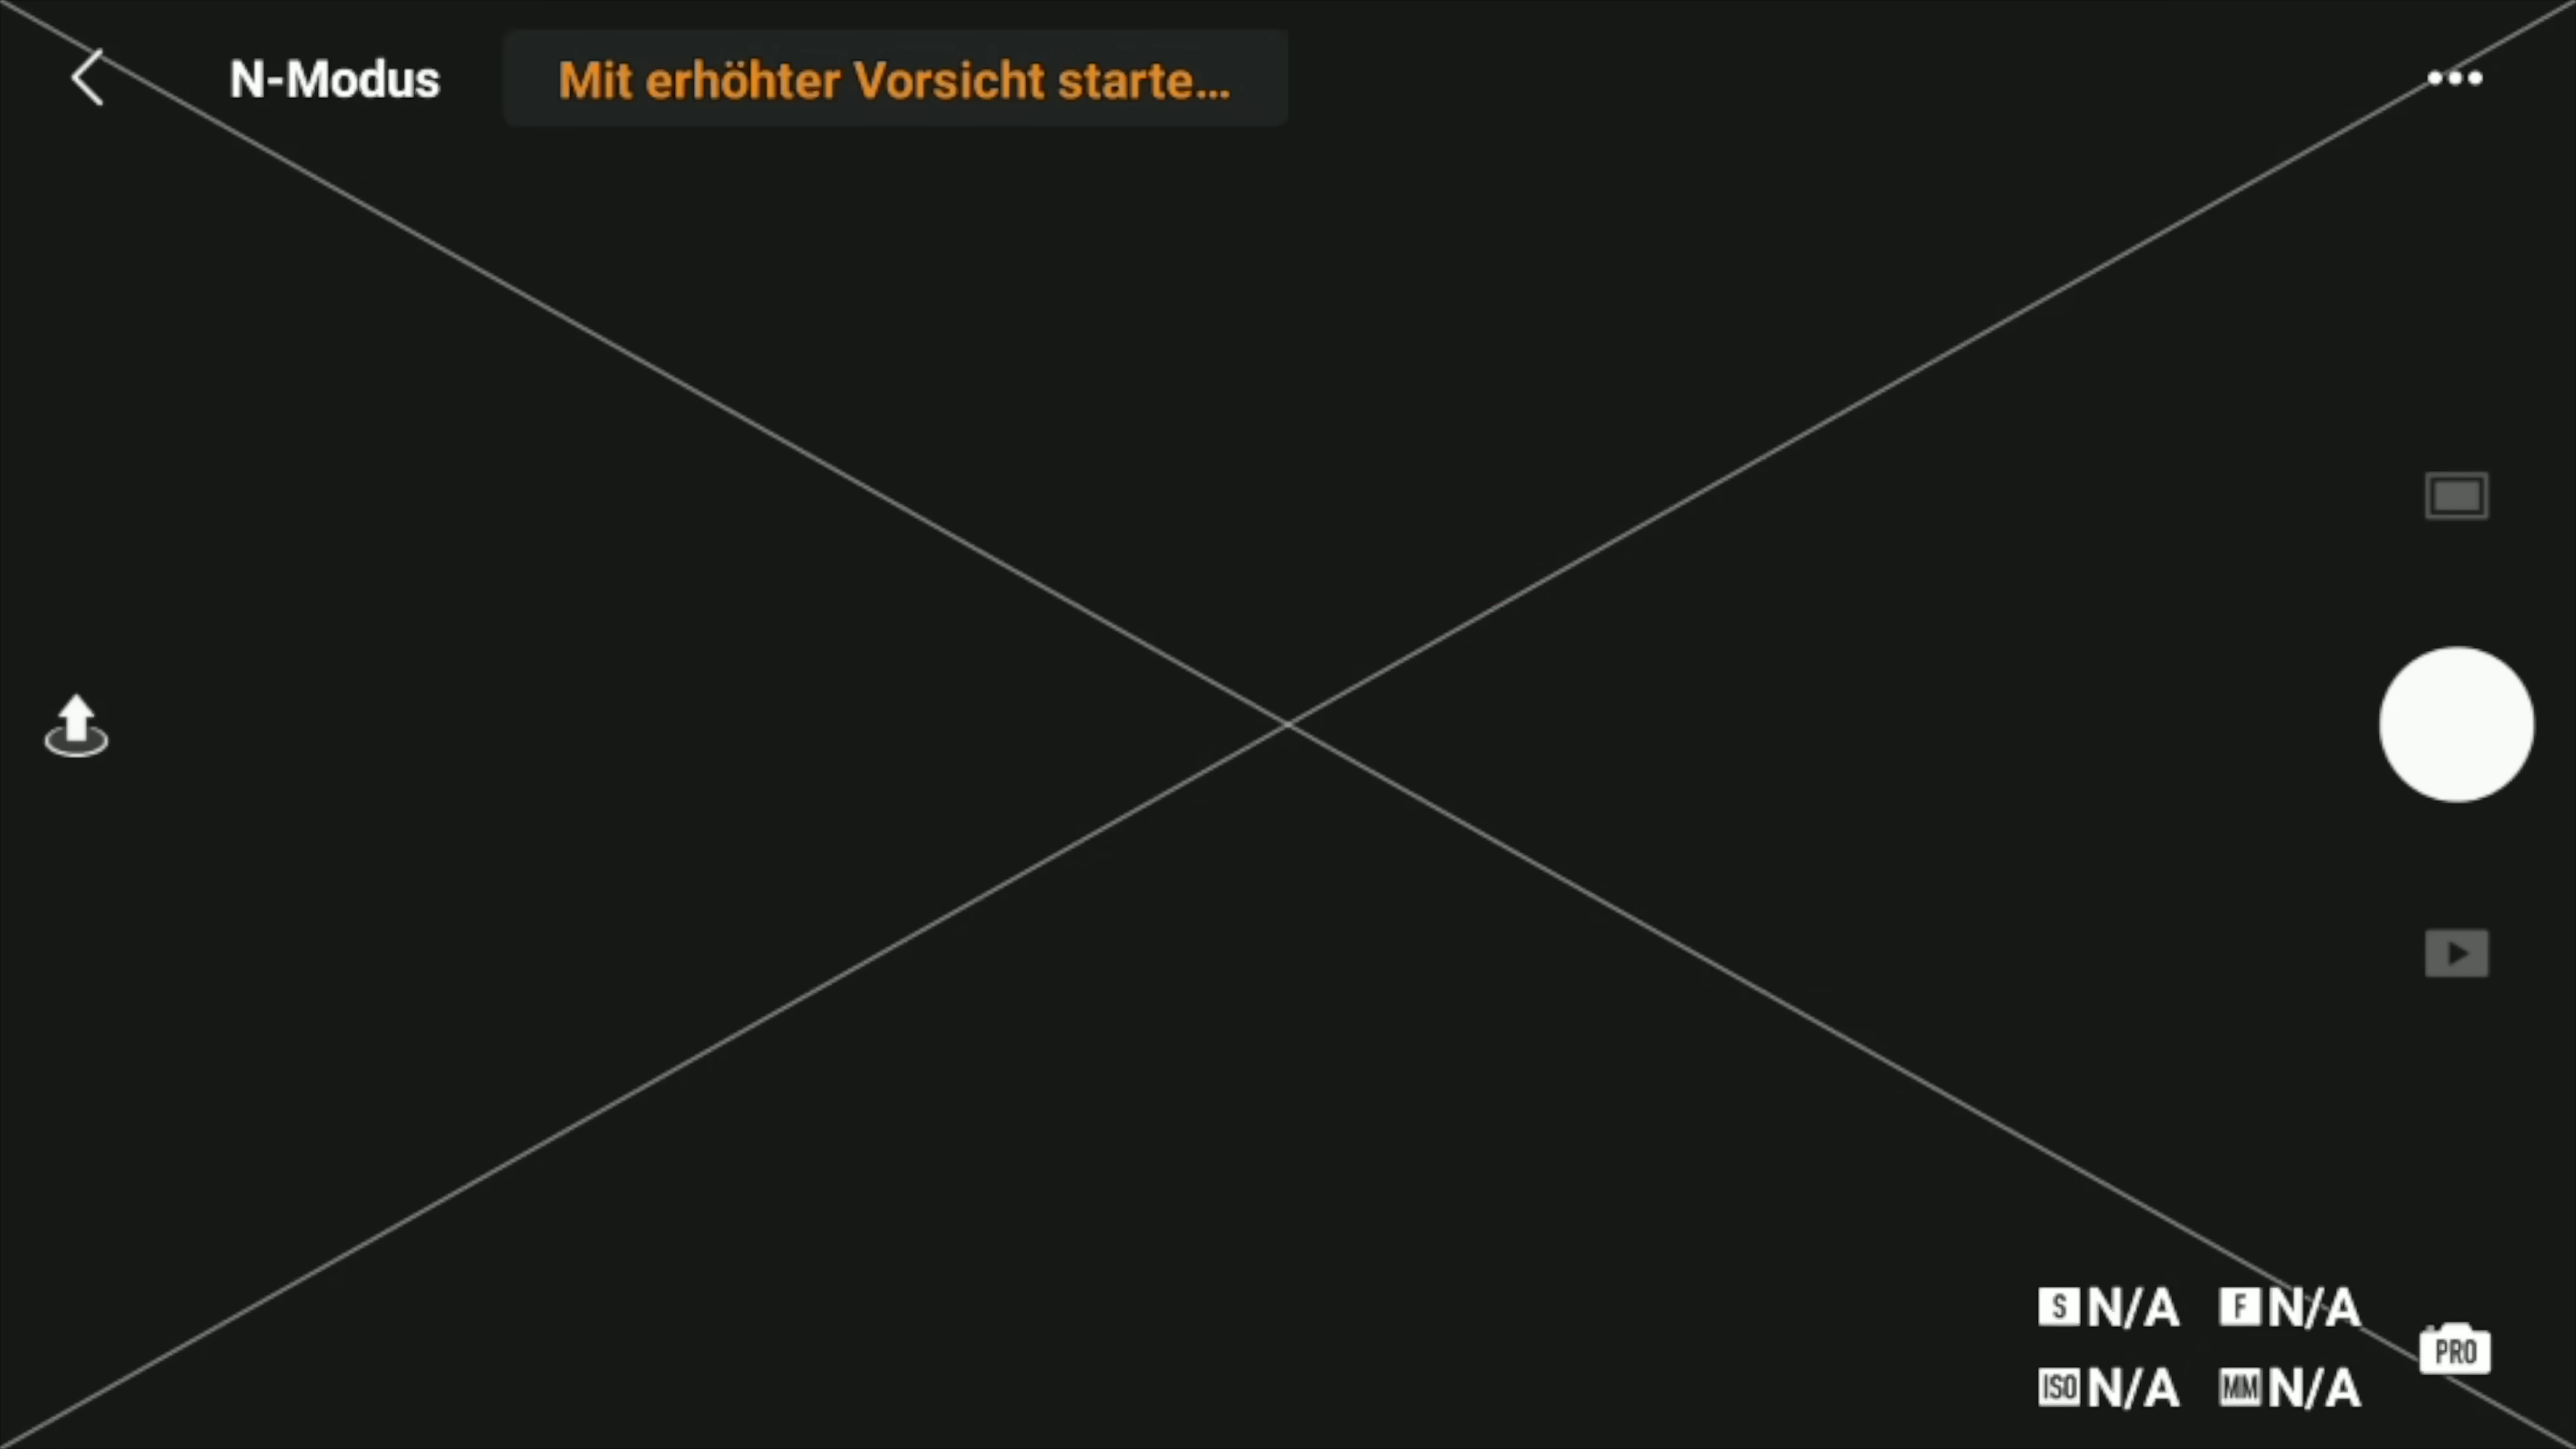 N-Modus Mit erhöhter Vorsicht starte...
S N/A F N/A
PRO
ISO N/A MM N/A